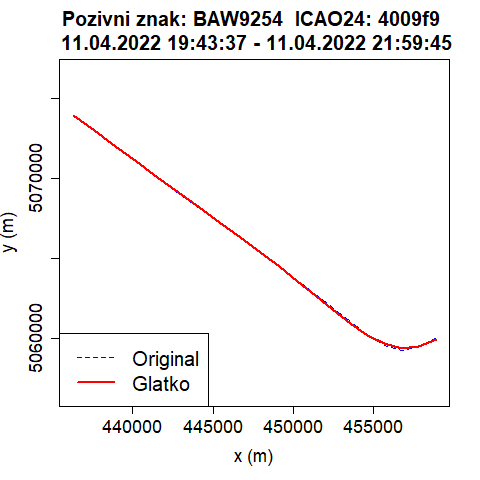 Pozivni znak: BAW9254 ICAO24: 4009f9
11.04.2022 19:43:37 - 11.04.2022 21:59:45
5070000
5060000
y (m)
Original
Glatko
440000 445000 450000 455000
x (m)